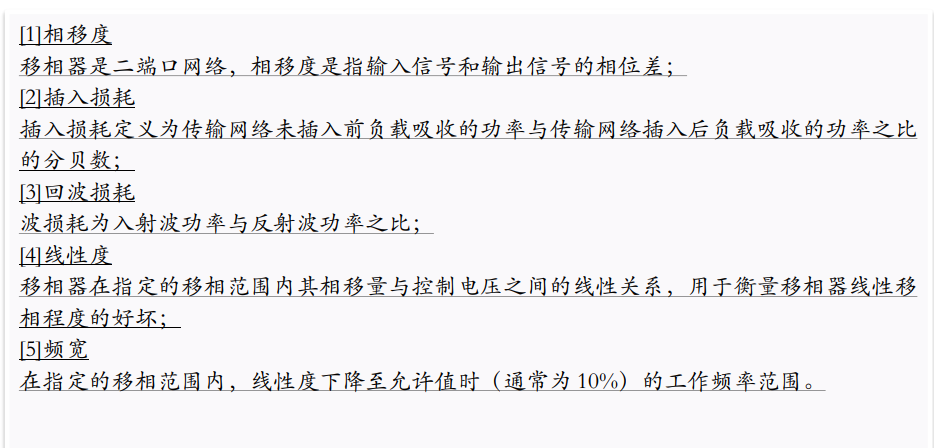 [1]相移度
移相器是二端口网络，相移度是指输入信号和输出信号的相位差；
[2]插入损耗
插入损耗定义为传输网络未插入前负载吸收的功率与传输网络插入后负载吸收的功率之比
的分贝数；
[3]回波损耗
波损耗为入射波功率与反射波功率之比；
[4]线性度
移相器在指定的移相范围内其相移量与控制电压之间的线性关系，用于衡量移相器线性移
相程度的好坏；
[5]频宽
在指定的移相范围内，线性度下降至允许值时（通常为 10%）的工作频率范围。